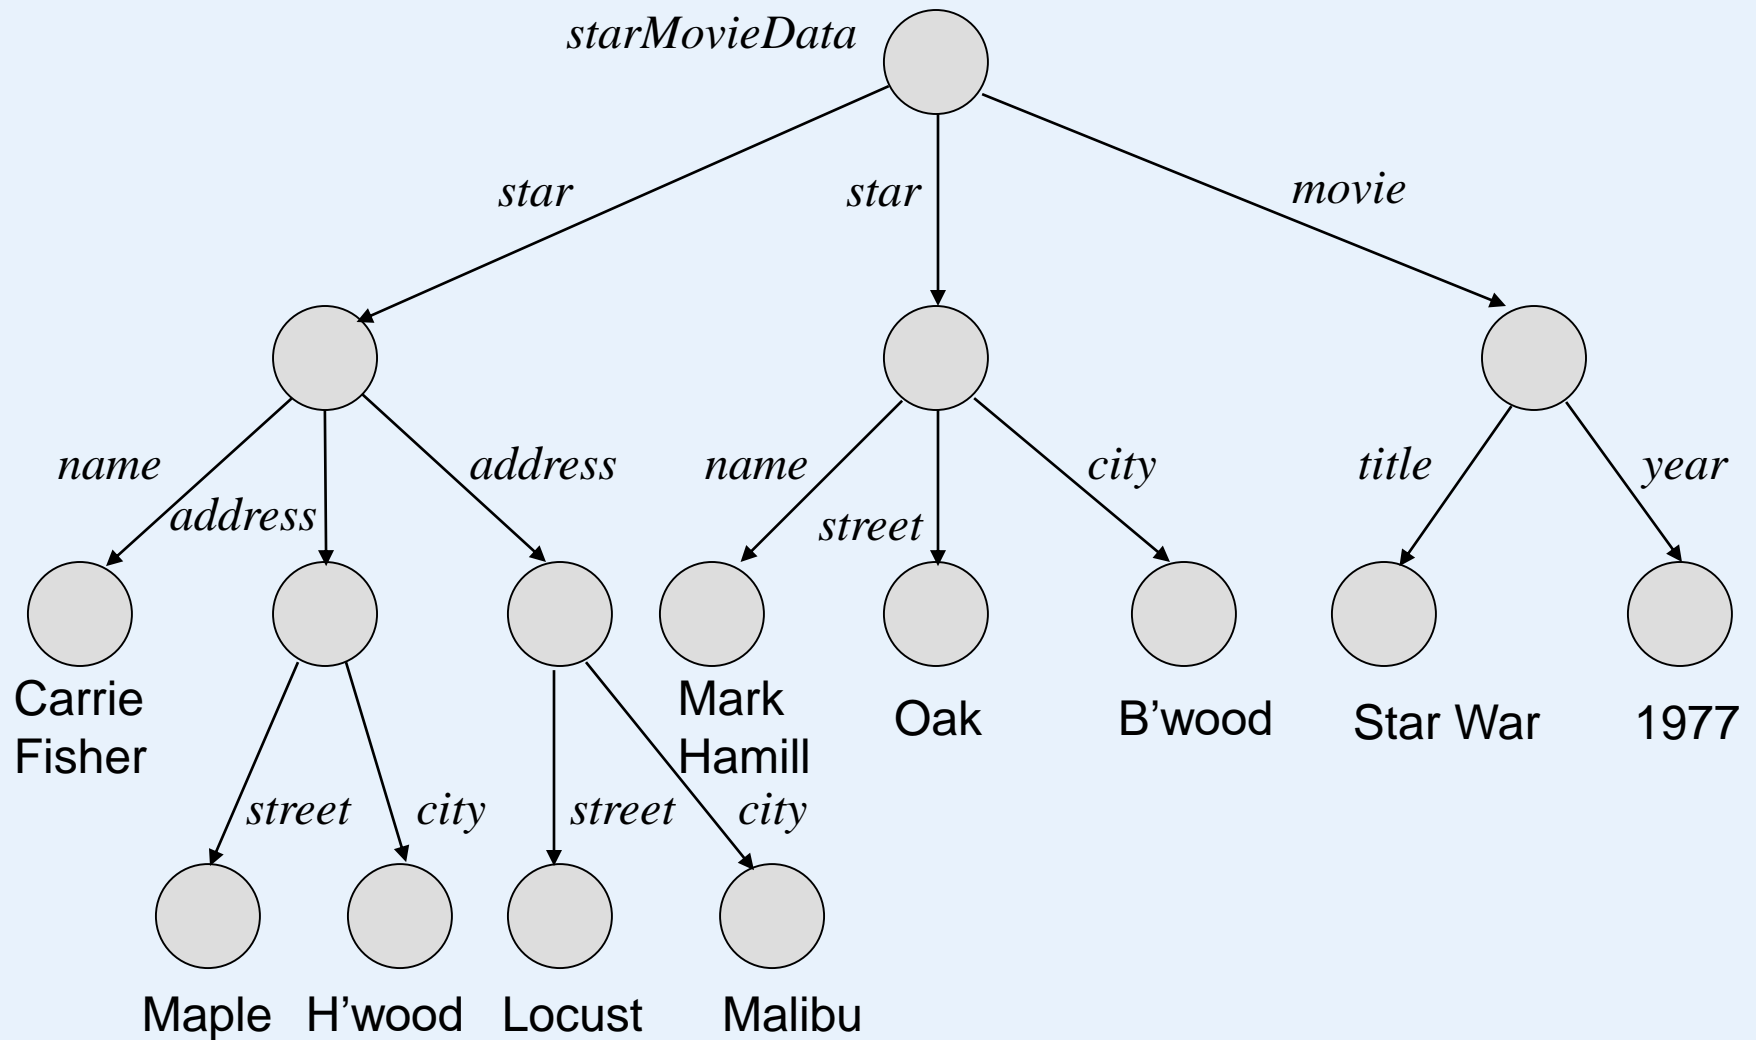 starMovieData
star
star
movie
name
address
address
name
street
city
title
year
Carrie
Fisher
Mark
Hamill
Oak
B’wood
Star War
1977
street
city
street
city
Maple
H’wood
Locust
Malibu